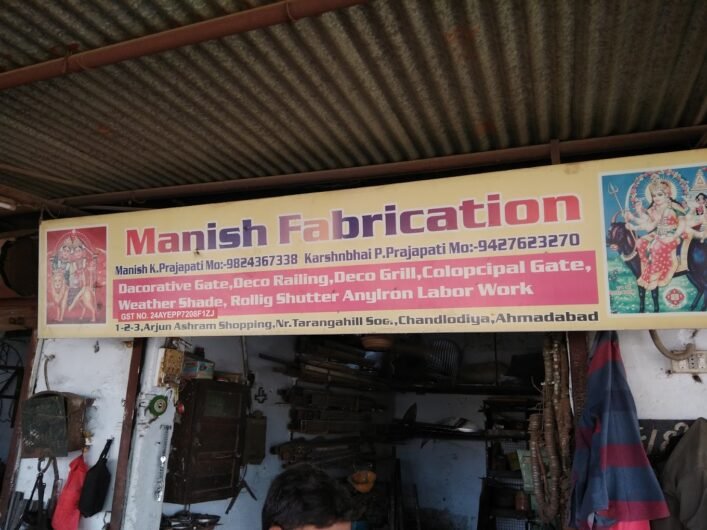 Manish Fabrication
Manish K.Prajapati Mo:-9824367338 Karshnbhai P.Prajapati Mo:-9427623270
Dacorative Gate,Deco Railing,Deco Grill,Colopcipal Gate,
Weather Shade, Rollig Shutter AnyIron Labor Work
GST NO. 24AYEPP7208F1ZJ
1-2-3,Arjun Ashram Shopping,Nr.Tarangahill Soc.,Chandlodiya,Ahmadabad